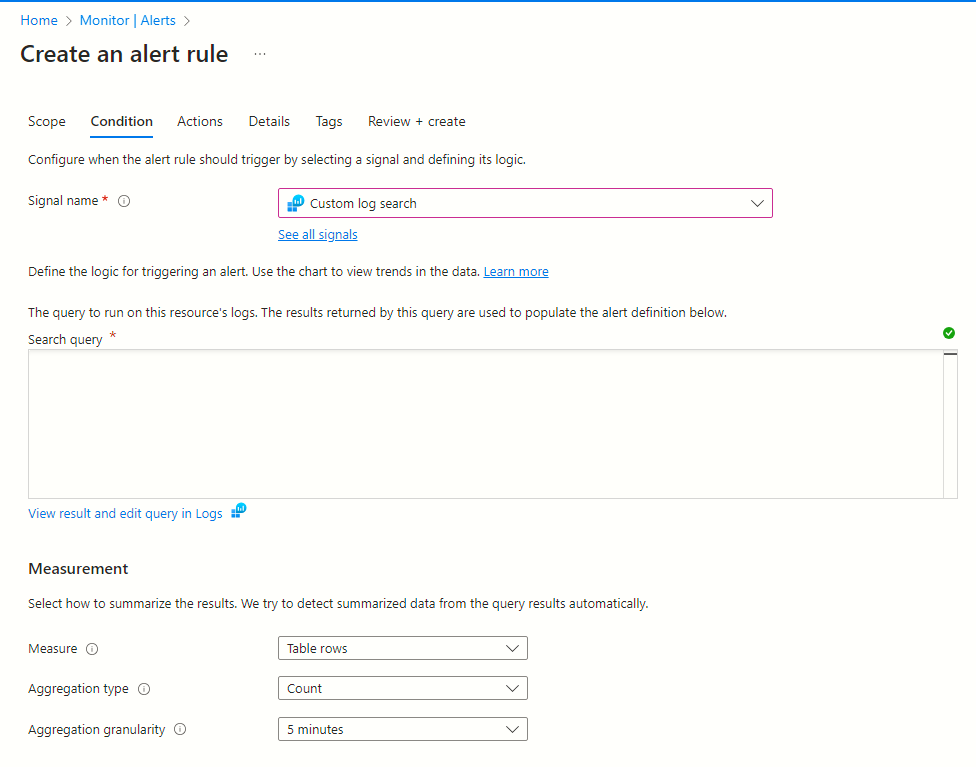 Home > Monitor | Alerts >
Create an alert rule ...
Scope Condition Actions Details Tags Review + create
Configure when the alert rule should trigger by selecting a signal and defining its logic.
Signal name * Custom log search
See all signals
Define the logic for triggering an alert. Use the chart to view trends in the data. Learn more
The query to run on this resource's logs. The results returned by this query are used to populate the alert definition below.
Search query *
View result and edit query in Logs
Measurement
Select how to summarize the results. We try to detect summarized data from the query results automatically.
Measure Table rows
Aggregation type Count
Aggregation granularity 5 minutes